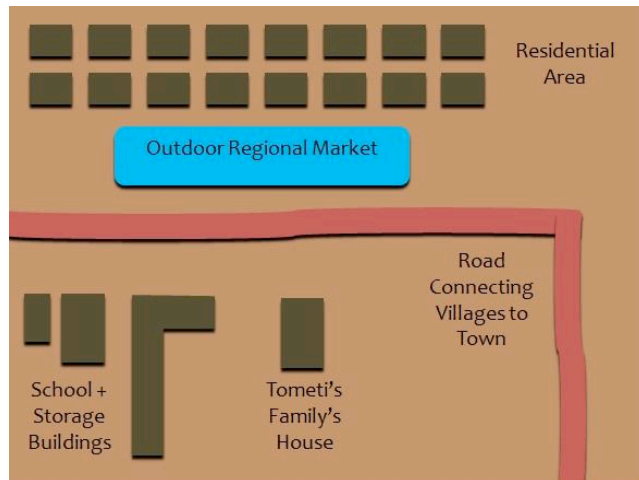 Residential
Area
Outdoor Regional Market
Road
Connecting
Villages to
Town
School +
Storage
Buildings
Tometi's
Family's
House